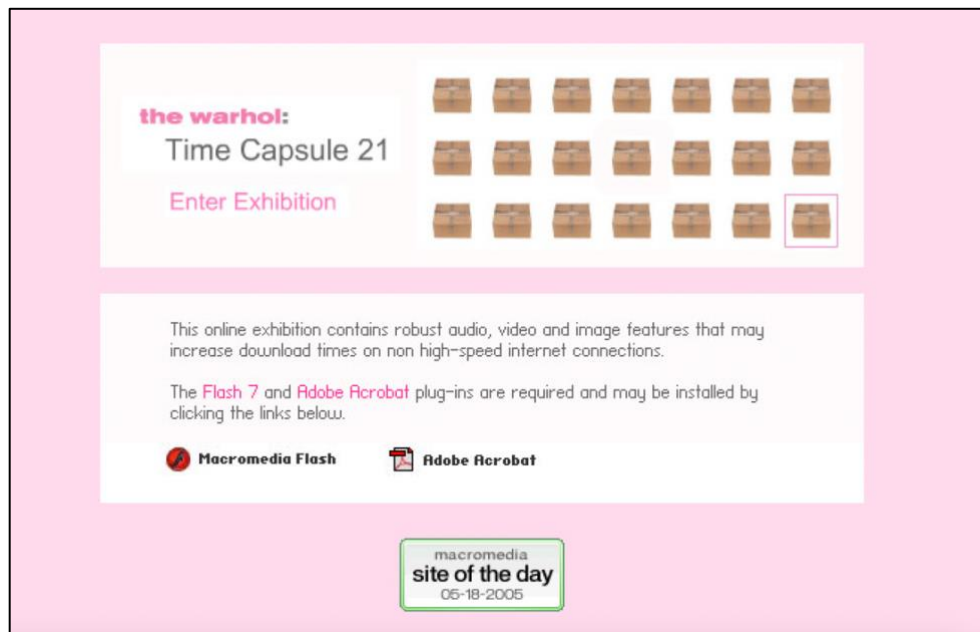 the warhol:
Time Capsule 21
Enter Exhibition
This online exhibition contains robust audio, video and image features that may
increase download times on non high-speed internet connections.
The Flash 7 and Adobe Acrobat plug-ins are required and may be installed by
clicking the links below.
Macromedia Flash
Adobe Acrobat
macromedia
site of the day
05-18-2005